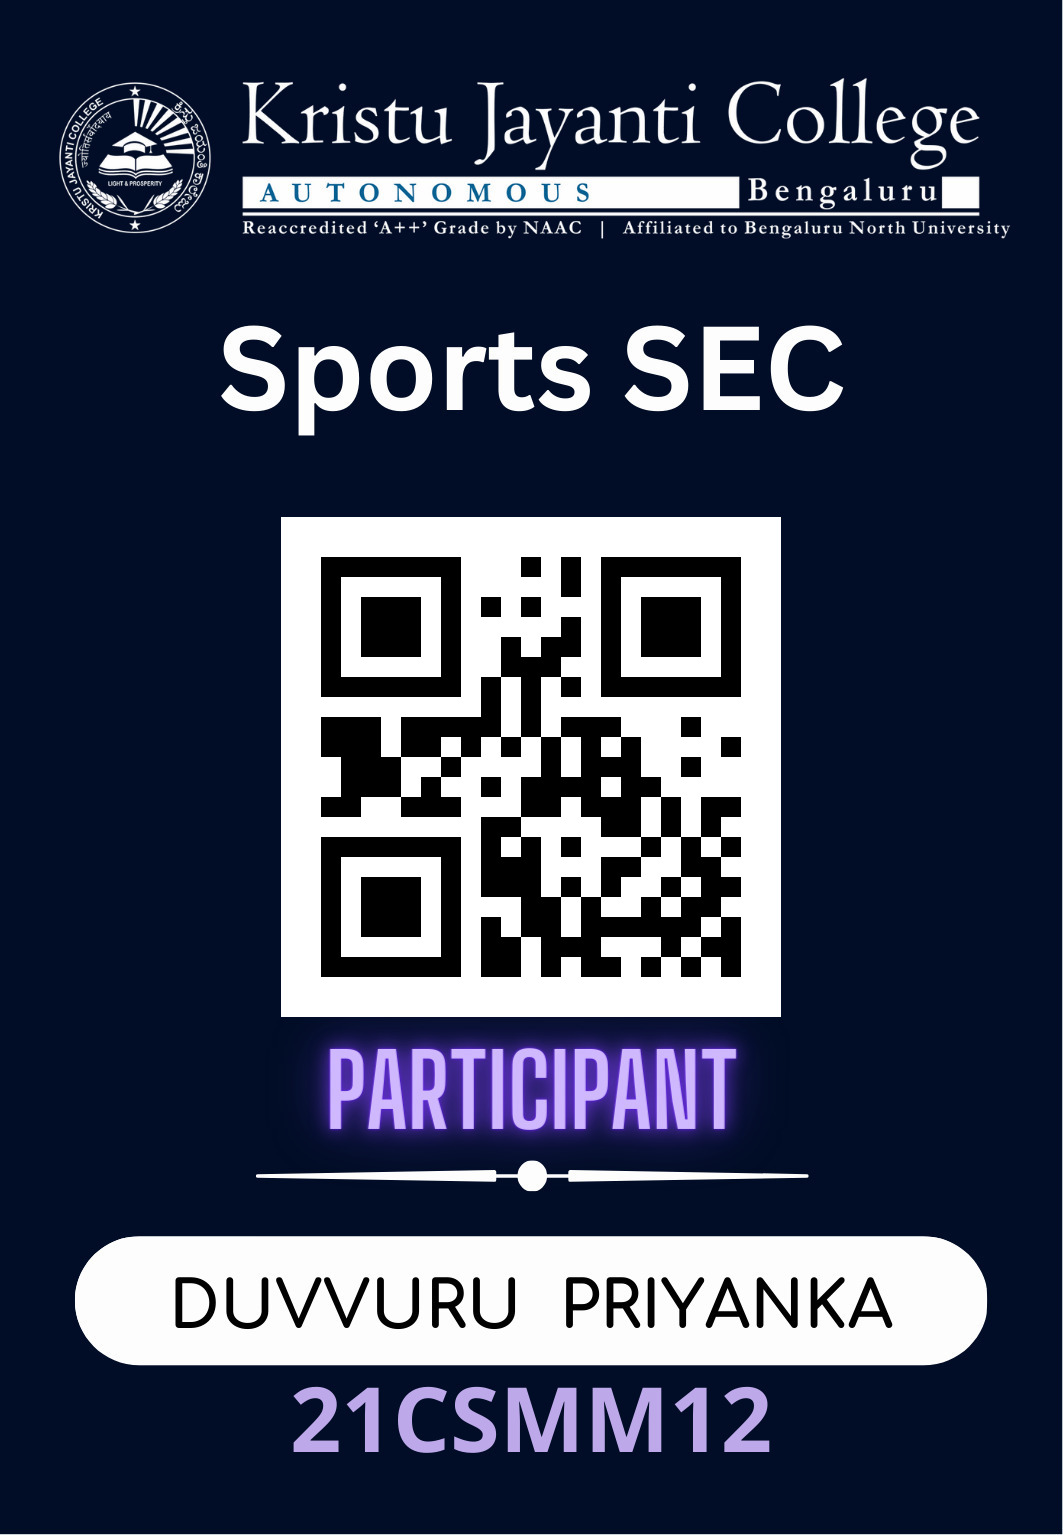 Kristu Jayanti College
AUTONOMOUS Bengaluru
Reaccredited ‘A++’ Grade by NAAC | Affiliated to Bengaluru North University
KRISTU JAYANTI COLLEGE
ಕ್ರಿಸ್ತು ಜಯಂತಿ ಕಾಲೇಜು
LIGHT & PROSPERITY
Sports SEC
PARTICIPANT
DUVVURU PRIYANKA
21CSMM12